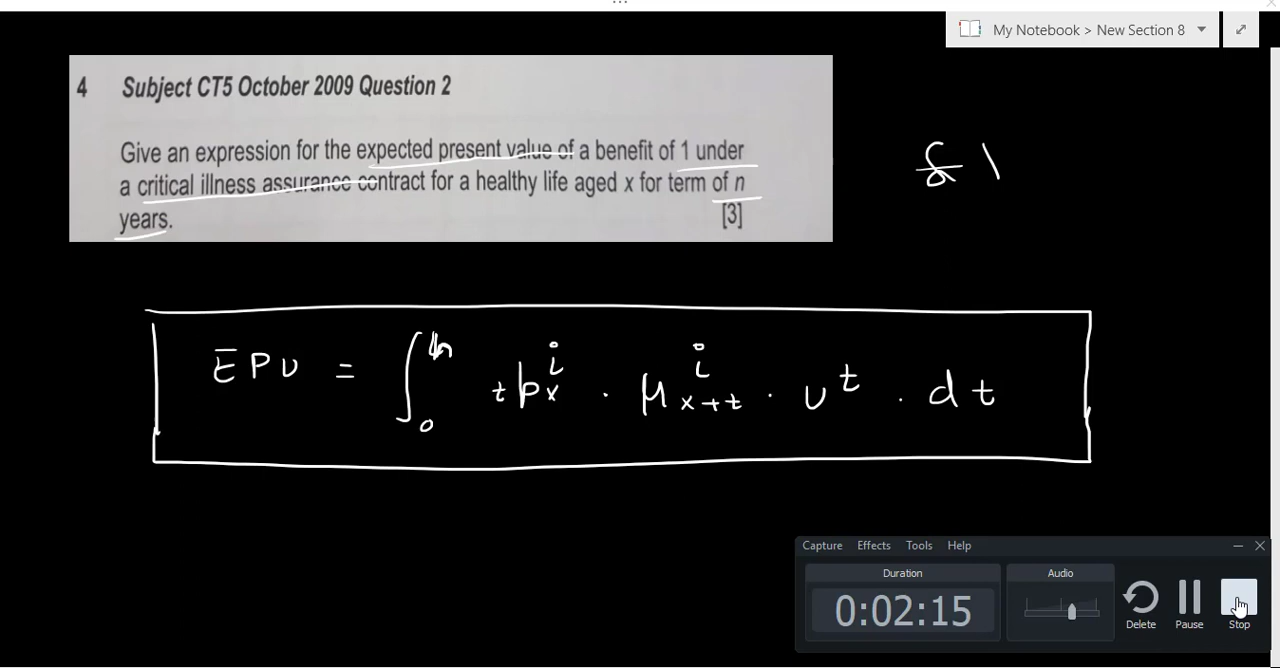 My Notebook > New Section 8
4 Subject CT5 October 2009 Question 2
Give an expression for the expected present value of a benefit of 1 under
a critical illness assurance contract for a healthy life aged x for term of n
years.
[3]
£ 1
EPV = ∫₀ⁿ ₜpₓⁱ · μⁱₓ₊ₜ · vᵗ · dt
Capture Effects Tools Help
Duration Audio
0:02:15
Delete Pause Stop